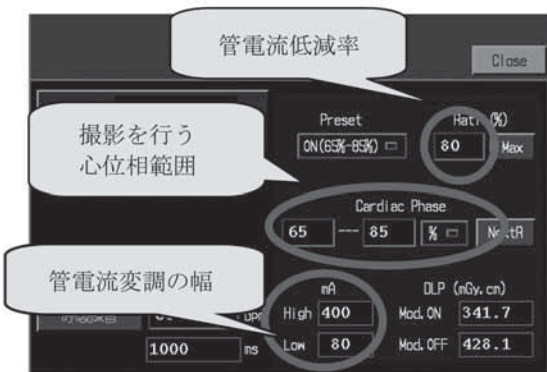 管電流低減率
Close
撮影を行う
心位相範囲
Preset
(%)
ON(65%-85%)
80
Max
Cardiac Phase
65 --- 85 %
管電流変調の幅
mA
DLP (mGy.cm)
High 400
Mod. ON 341.7
Low 80
Mod. OFF 428.1
1000 ms